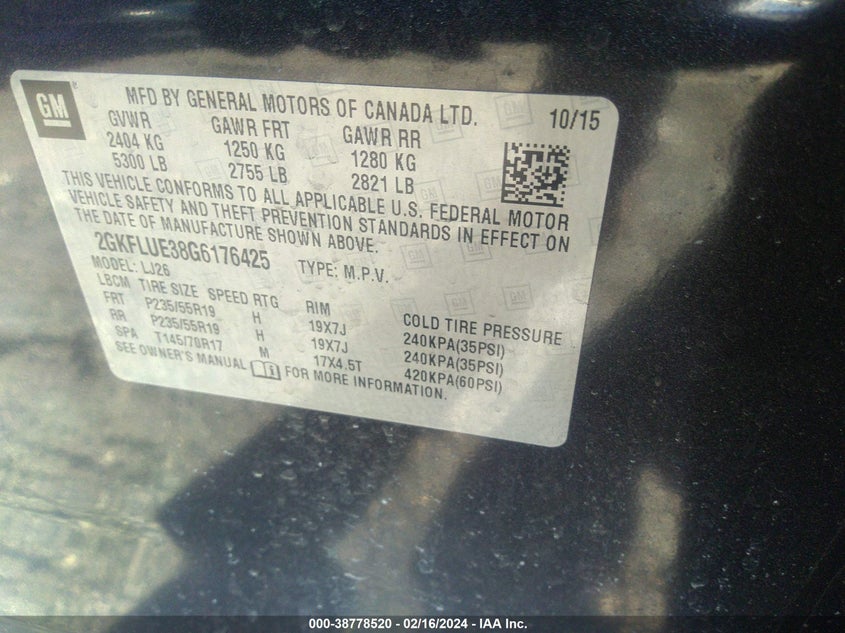 GM
MFD BY GENERAL MOTORS OF CANADA LTD.
10/15
GVWR GAWR FRT GAWR RR
2404 KG 1250 KG 1280 KG
5300 LB 2755 LB 2821 LB
THIS VEHICLE CONFORMS TO ALL APPLICABLE U.S. FEDERAL MOTOR
VEHICLE SAFETY AND THEFT PREVENTION STANDARDS IN EFFECT ON
THE DATE OF MANUFACTURE SHOWN ABOVE.
2GKFLUE38G6176425 TYPE: M.P.V.
MODEL: LJ26
LBCM TIRE SIZE SPEED RTG RIM COLD TIRE PRESSURE
FRT P235/55R19 H 19X7J 240KPA(35PSI)
RR P235/55R19 H 19X7J 240KPA(35PSI)
SPA T145/70R17 M 17X4.5T 420KPA(60PSI)
SEE OWNER'S MANUAL FOR MORE INFORMATION.
000-38778520 - 02/16/2024 - IAA Inc.